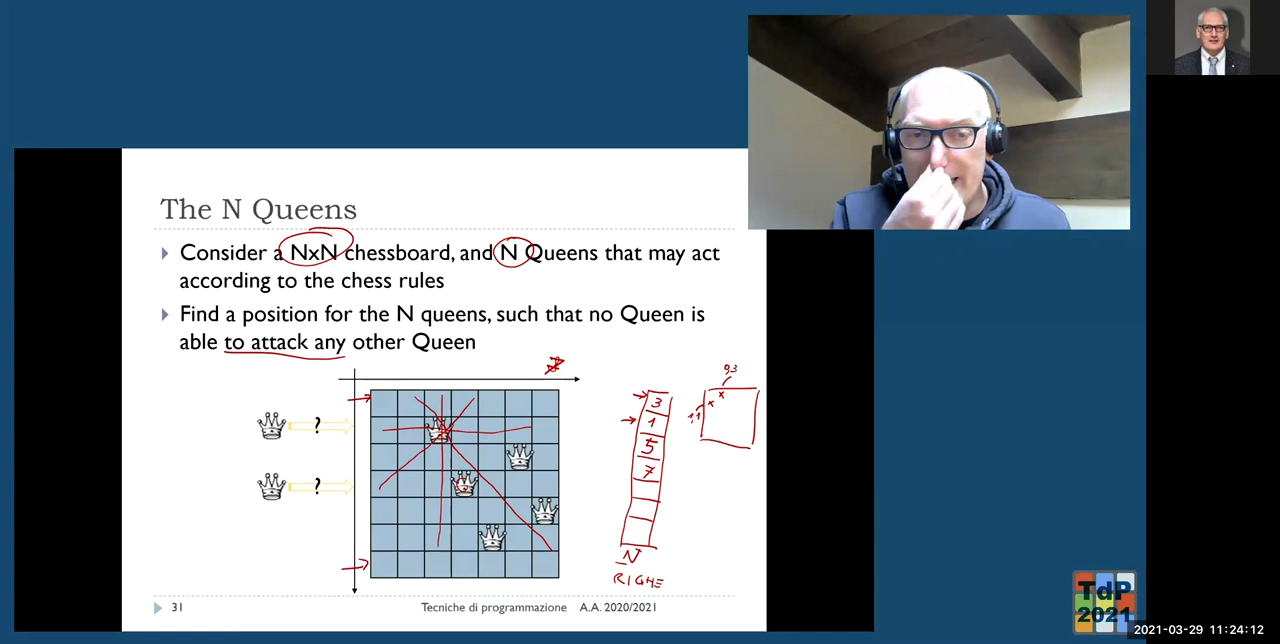 The N Queens
Consider a NxN chessboard, and N Queens that may act
according to the chess rules
Find a position for the N queens, such that no Queen is
able to attack any other Queen
?
?
3
1
5
7
N
RIGHE
31
Tecniche di programmazione A.A. 2020/2021
TdP
2021
2021-03-29 11:24:12